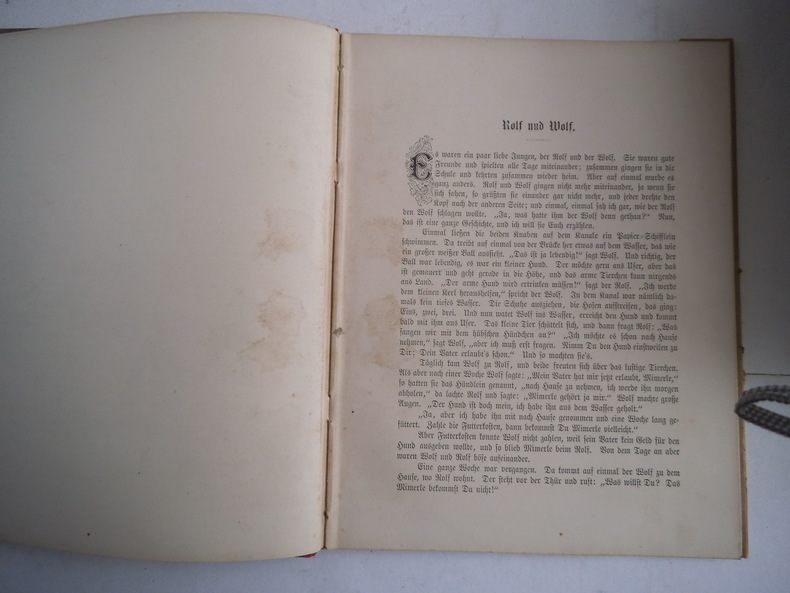 Rolf und Wolf.
Es waren ein paar liebe Jungen, der Rolf und der Wolf. Sie waren gute
Freunde und spielten alle Tage miteinander; zusammen gingen sie in die
Schule und kehrten zusammen wieder heim. Aber auf einmal wurde es
ganz anders. Rolf und Wolf gingen nicht mehr miteinander, ja wenn sie
sich sahen, so grüßten sie einander gar nicht mehr, und jeder drehte den
Kopf nach der anderen Seite; und einmal, einmal sah ich gar, wie der Rolf
den Wolf schlagen wollte. „Ja, was hatte ihm der Wolf denn gethan?“ Nun,
das ist eine ganze Geschichte, und ich will sie Euch erzählen.
Einmal ließen die beiden Knaben auf dem Kanale ein Papier-Schifflein
schwimmen. Da treibt auf einmal von der Brücke her etwas auf dem Wasser, das wie
ein großer weißer Ball aussieht. „Das ist ja lebendig!“ sagt Wolf. Und richtig, der
Ball war lebendig, es war ein kleiner Hund. Der möchte gern ans Ufer, aber das
ist gemauert und geht gerade in die Höhe, und das arme Tierchen kann nirgends
ans Land. „Der arme Hund wird ertrinken müssen!“ sagt der Rolf. „Ich werde
dem kleinen Kerl heraushelfen,“ spricht der Wolf. In dem Kanal war nämlich da-
mals kein tiefes Wasser. Die Schuhe ausziehen, die Hosen aufstreifen, das ging:
Eins, zwei, drei. Und nun watet Wolf ins Wasser, erreicht den Hund und kommt
bald mit ihm ans Ufer. Das kleine Tier schüttelt sich, und dann fragt Rolf: „Was
fangen wir mit dem hübschen Hündchen an?“ „Ich möchte es schon nach Hause
nehmen,“ sagt Wolf, „aber ich muß erst fragen. Nimm Du den Hund einstweilen zu
Dir; Dein Vater erlaubt's schon.“ Und so machten sie's.
Täglich kam Wolf zu Rolf, und beide freuten sich über das lustige Tierchen.
Als aber nach einer Woche Wolf sagte: „Mein Vater hat mir jetzt erlaubt, Mimerle,“
so hatten sie das Hündlein genannt, „nach Hause zu nehmen, ich werde ihn morgen
abholen,“ da lachte Rolf und sagte: „Mimerle gehört ja mir.“ Wolf machte große
Augen. „Der Hund ist doch mein, ich habe ihn aus dem Wasser geholt.“
„Ja, aber ich habe ihn mit nach Hause genommen und eine Woche lang ge-
füttert. Zahle die Futterkosten, dann bekommst Du Mimerle vielleicht.“
Aber Futterkosten konnte Wolf nicht zahlen, weil sein Vater kein Geld für den
Hund ausgeben wollte, und so blieb Mimerle beim Rolf. Von dem Tage an aber
waren Wolf und Rolf böse aufeinander.
Eine ganze Woche war vergangen. Da kommt auf einmal der Wolf zu dem
Hause, wo Rolf wohnt. Der steht vor der Thür und ruft: „Was willst Du? Das
Mimerle bekommst Du nicht!“